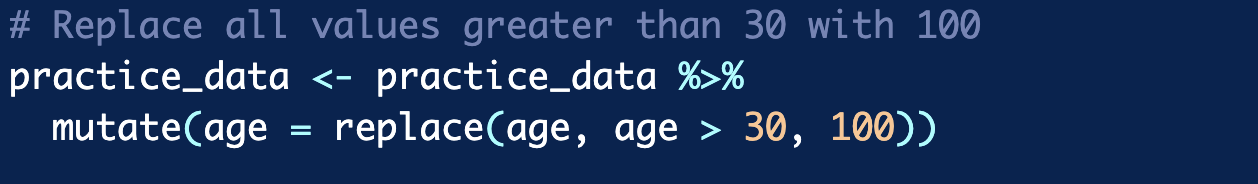 # Replace all values greater than 30 with 100
practice_data <- practice_data %>%
  mutate(age = replace(age, age > 30, 100))